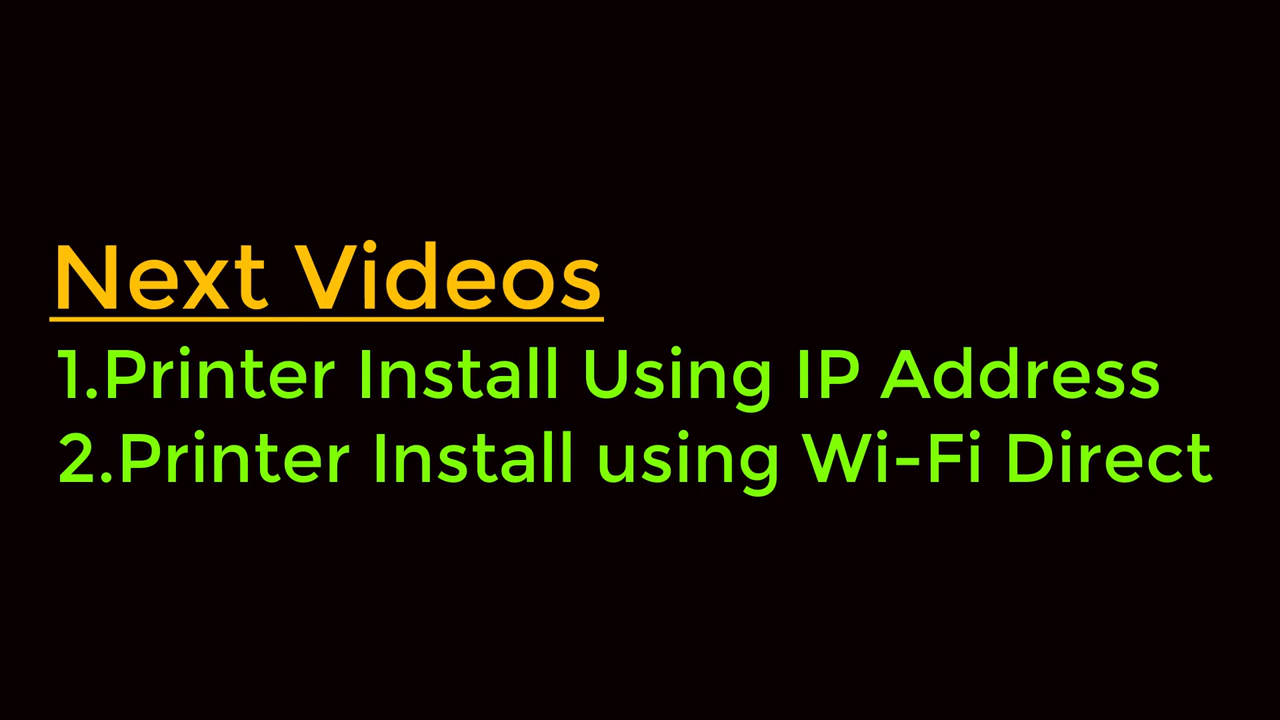 Next Videos
1.Printer Install Using IP Address
2.Printer Install using Wi-Fi Direct